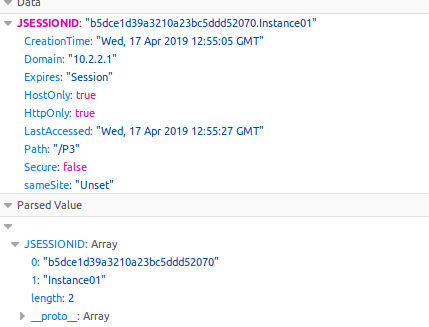 Data
JSESSIONID: "b5dce1d39a3210a23bc5ddd52070.Instance01"
CreationTime: "Wed, 17 Apr 2019 12:55:05 GMT"
Domain: "10.2.2.1"
Expires: "Session"
HostOnly: true
HttpOnly: true
LastAccessed: "Wed, 17 Apr 2019 12:55:27 GMT"
Path: "/P3"
Secure: false
sameSite: "Unset"
Parsed Value
JSESSIONID: Array
0: "b5dce1d39a3210a23bc5ddd52070"
1: "Instance01"
length: 2
__proto__: Array